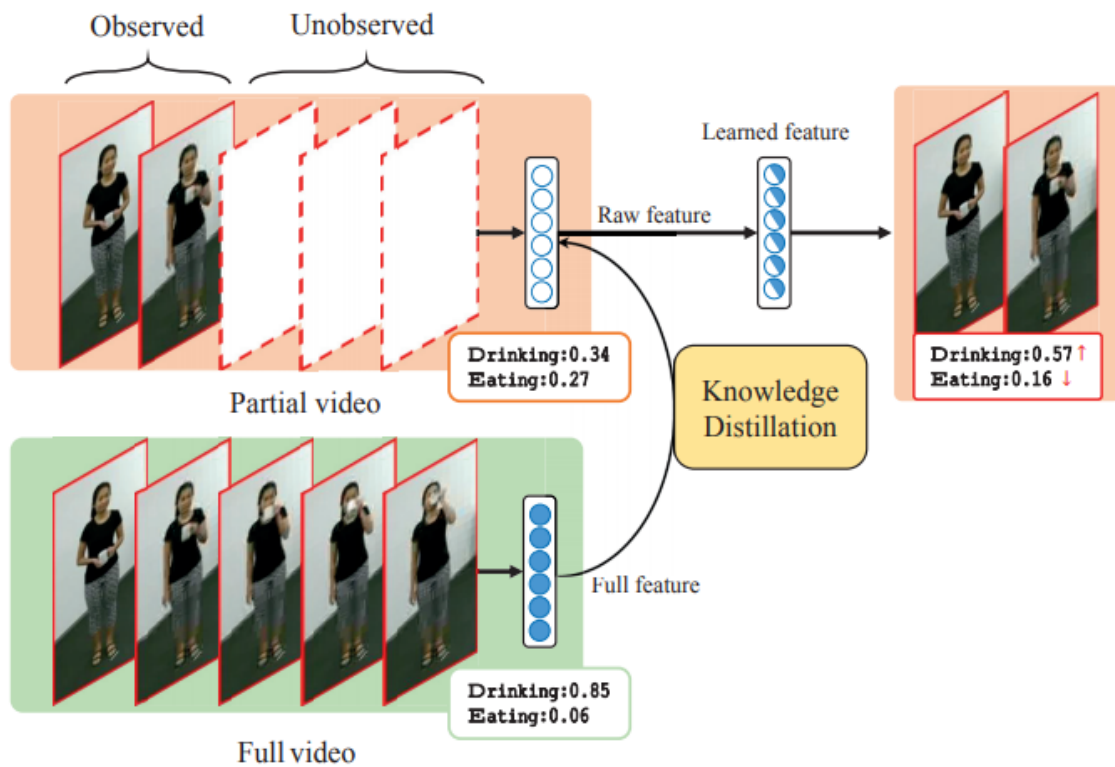 Observed
Unobserved
Learned feature
Raw feature
Drinking:0.34
Eating:0.27
Drinking:0.57↑
Eating:0.16 ↓
Partial video
Knowledge
Distillation
Full feature
Drinking:0.85
Eating:0.06
Full video